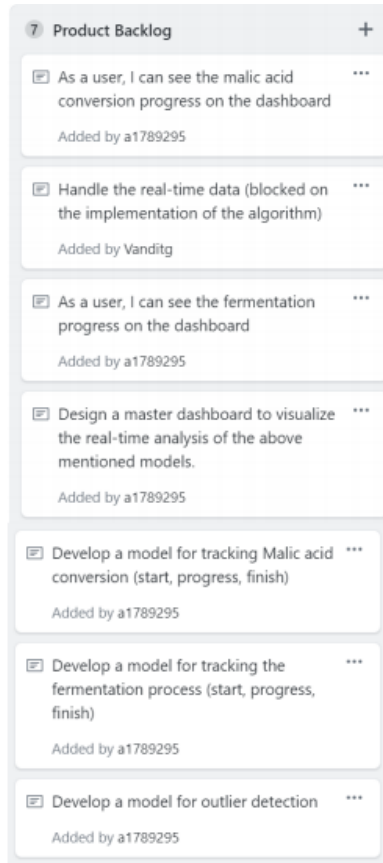 7 Product Backlog +
As a user, I can see the malic acid ...
conversion progress on the dashboard
Added by a1789295
Handle the real-time data (blocked on ...
the implementation of the algorithm)
Added by Vanditg
As a user, I can see the fermentation ...
progress on the dashboard
Added by a1789295
Design a master dashboard to visualize ...
the real-time analysis of the above
mentioned models.
Added by a1789295
Develop a model for tracking Malic acid ...
conversion (start, progress, finish)
Added by a1789295
Develop a model for tracking the ...
fermentation process (start, progress,
finish)
Added by a1789295
Develop a model for outlier detection ...
Added by a1789295